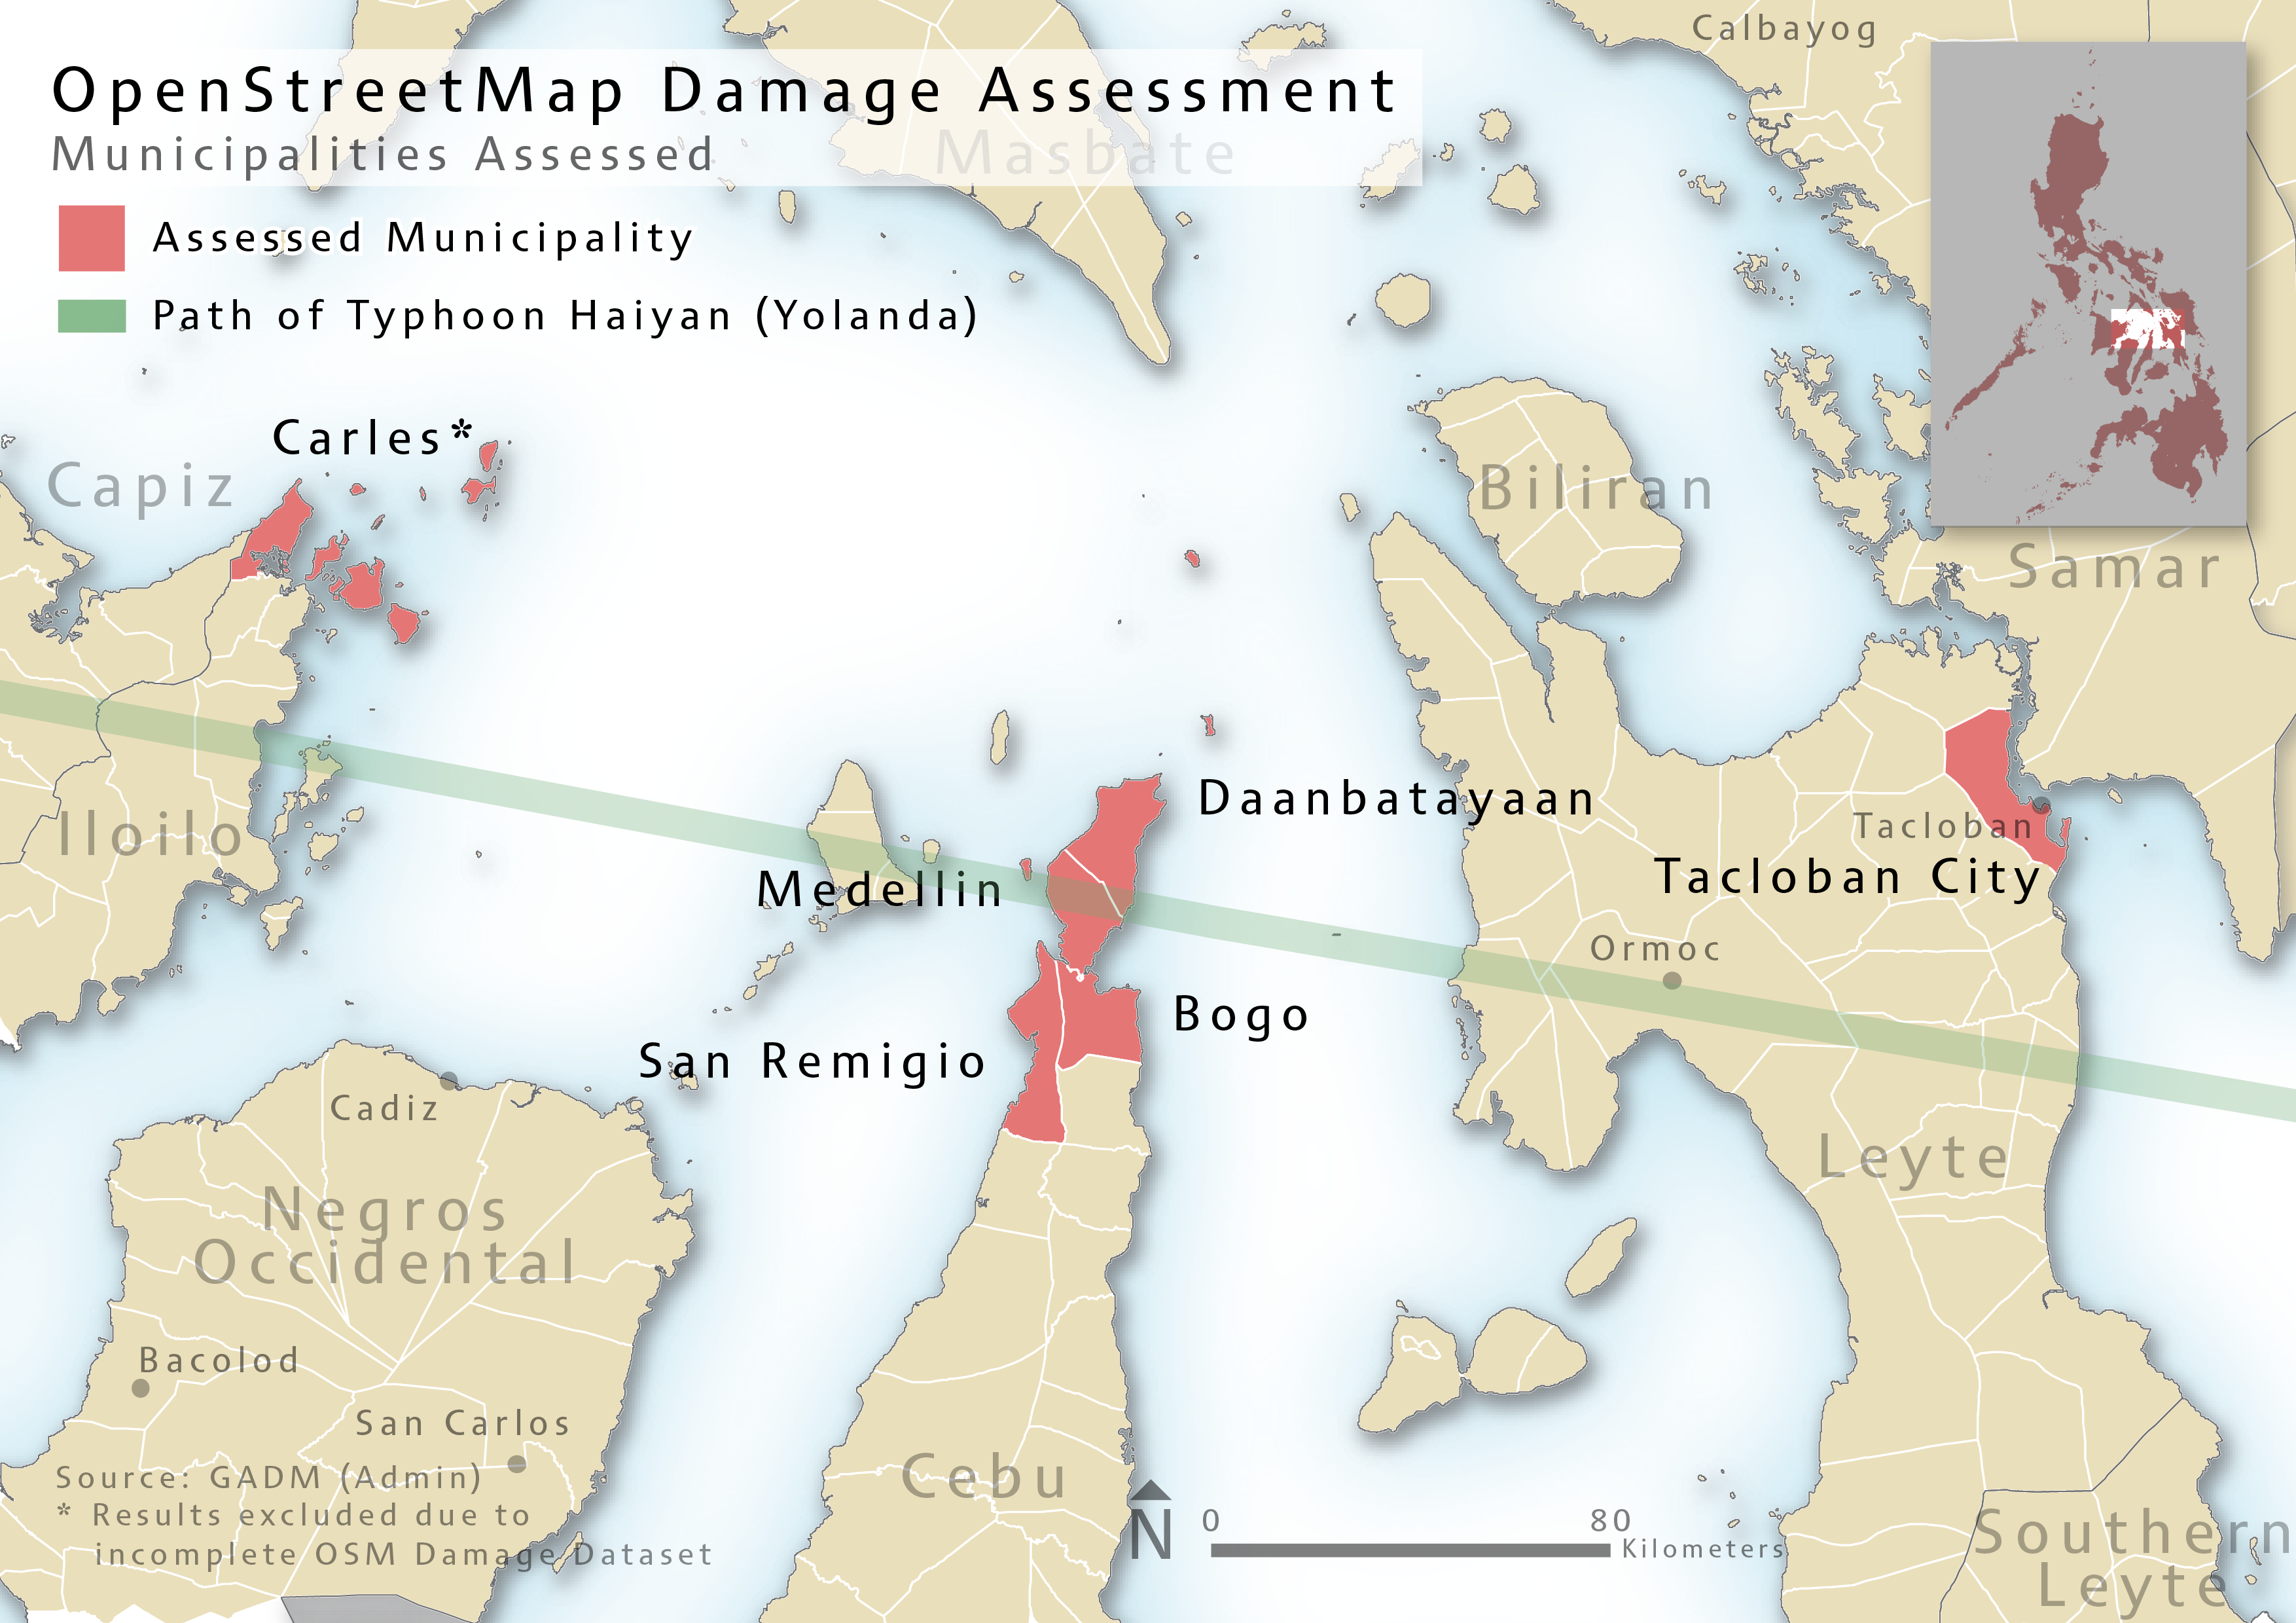 OpenStreetMap Damage Assessment
Municipalities Assessed
Assessed Municipality
Path of Typhoon Haiyan (Yolanda)
Calbayog
Masbate
Carles*
Capiz
Biliran
Samar
Iloilo
Daanbatayaan
Medellin
Tacloban
Tacloban City
Ormoc
Bogo
San Remigio
Cadiz
Leyte
Negros
Occidental
Bacolod
San Carlos
Cebu
Source: GADM (Admin)
* Results excluded due to
incomplete OSM Damage Dataset
N
0 80
Kilometers
Southern
Leyte